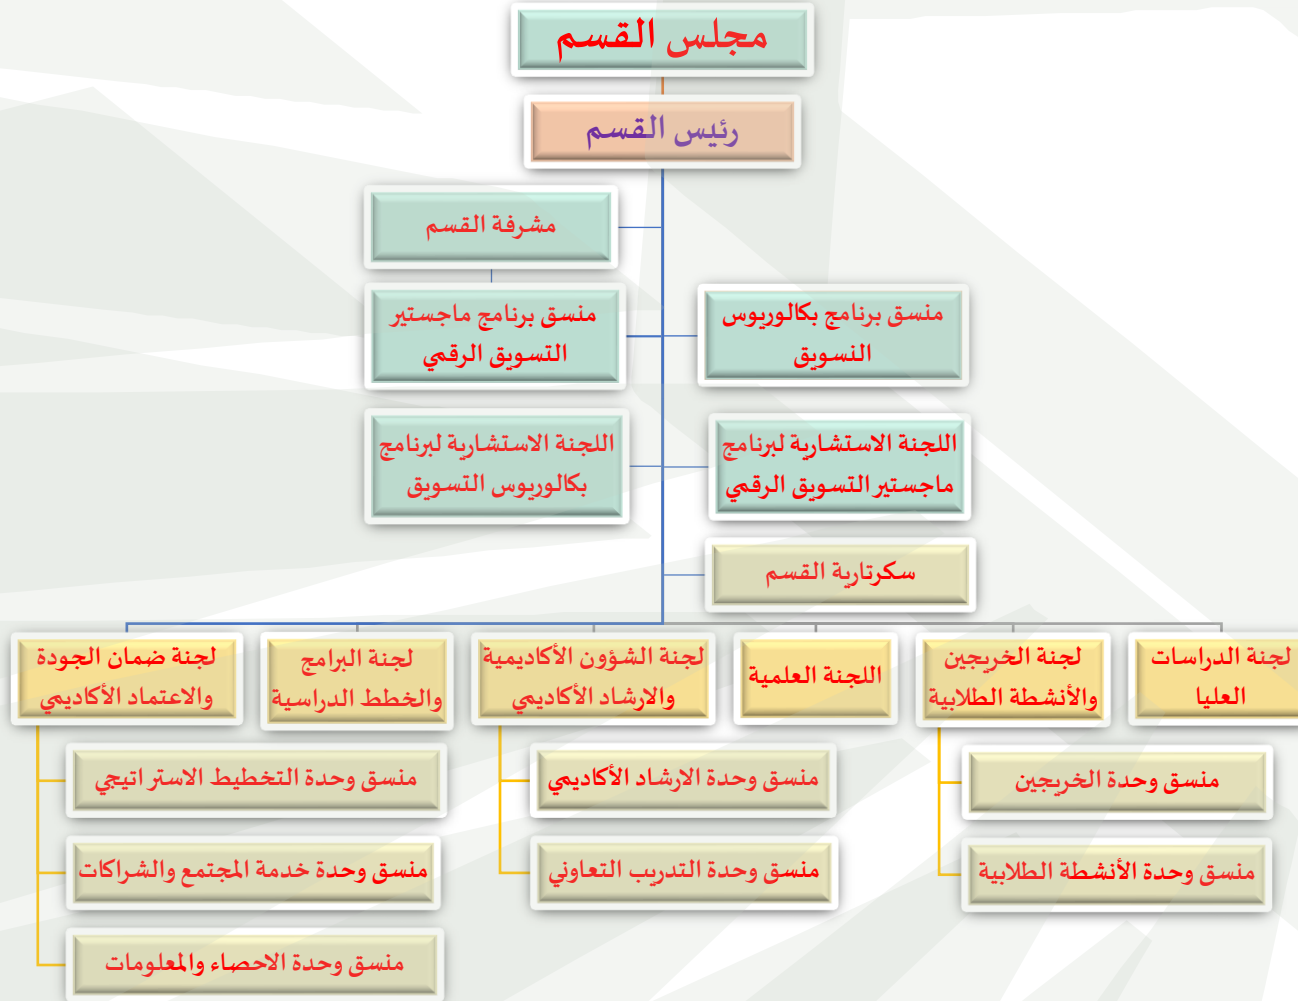 مجلس القسم
رئيس القسم
مشرفة القسم
منسق برنامج بكالوريوس
النسويق
منسق برنامج ماجستير
التسويق الرقمي
اللجنة الاستشارية لبرنامج
ماجستير التسويق الرقمي
اللجنة الاستشارية لبرنامج
بكالوريوس التسويق
سكرتارية القسم
لجنة الدراسات
العليا
لجنة الخريجين
والأنشطة الطلابية
اللجنة العلمية
لجنة الشؤون الأكاديمية
والارشاد الأكاديمي
لجنة البرامج
والخطط الدراسية
لجنة ضمان الجودة
والاعتماد الأكاديمي
منسق وحدة الخريجين
منسق وحدة الأنشطة الطلابية
منسق وحدة الارشاد الأكاديمي
منسق وحدة التدريب التعاوني
منسق وحدة التخطيط الاستراتيجي
منسق وحدة خدمة المجتمع والشراكات
منسق وحدة الاحصاء والمعلومات